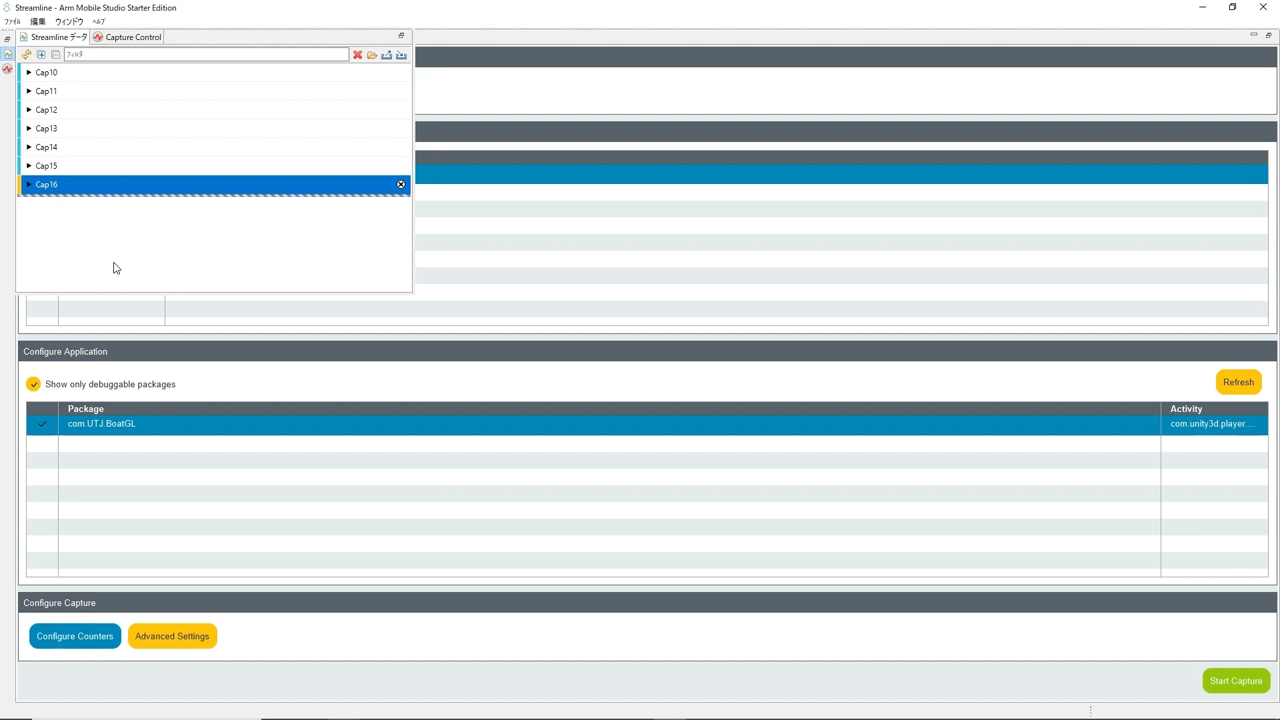 Streamline - Arm Mobile Studio Starter Edition
ファイル 編集 ウィンドウ ヘルプ
Streamline データ Capture Control
フィルタ
Cap10
Cap11
Cap12
Cap13
Cap14
Cap15
Cap16
Configure Application
Show only debuggable packages
Refresh
Package Activity
com.UTJ.BoatGL com.unity3d.player....
Configure Capture
Configure Counters Advanced Settings
Start Capture